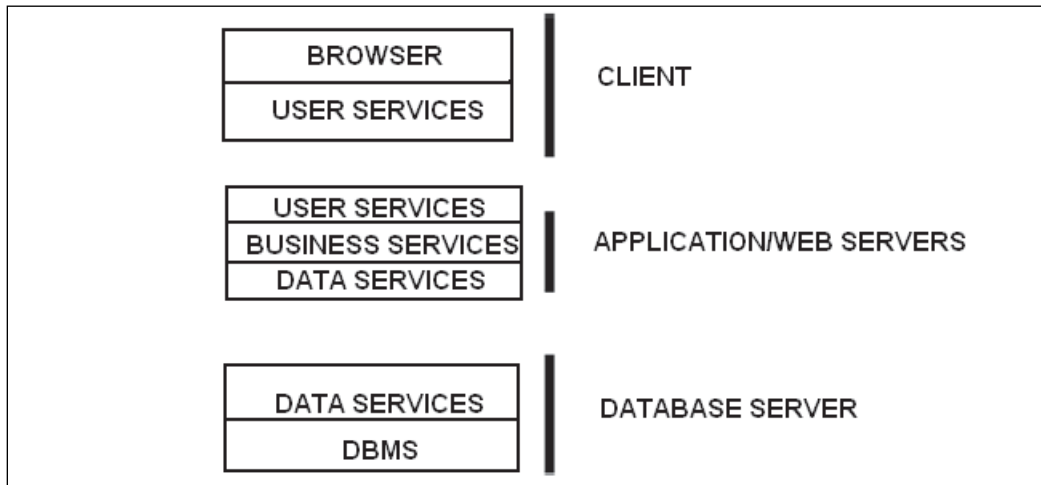 BROWSER
USER SERVICES
CLIENT
USER SERVICES
BUSINESS SERVICES
DATA SERVICES
APPLICATION/WEB SERVERS
DATA SERVICES
DBMS
DATABASE SERVER